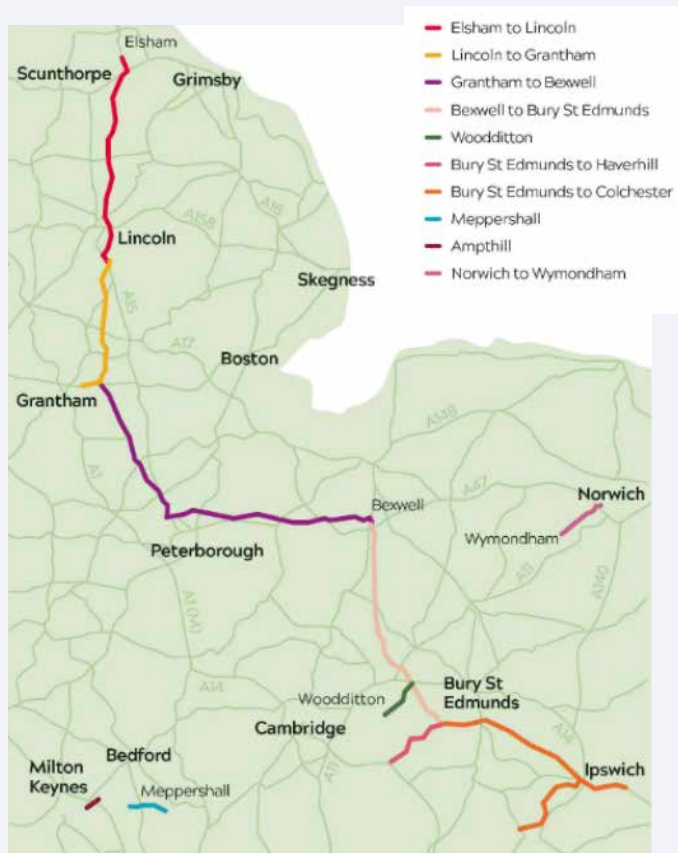 Elsham to Lincoln
Lincoln to Grantham
Grantham to Bexwell
Bexwell to Bury St Edmunds
Woodditton
Bury St Edmunds to Haverhill
Bury St Edmunds to Colchester
Meppershall
Ampthill
Norwich to Wymondham
Elsham
Scunthorpe
Grimsby
A16
A158
Lincoln
Skegness
A15
A17
Boston
Grantham
A148
A1
A47
Norwich
Bexwell
Wymondham
Peterborough
A11
A140
A1(M)
A14
Bury St
Edmunds
Woodditton
Cambridge
A14
Bedford
Milton
Keynes
A11
Ipswich
Meppershall